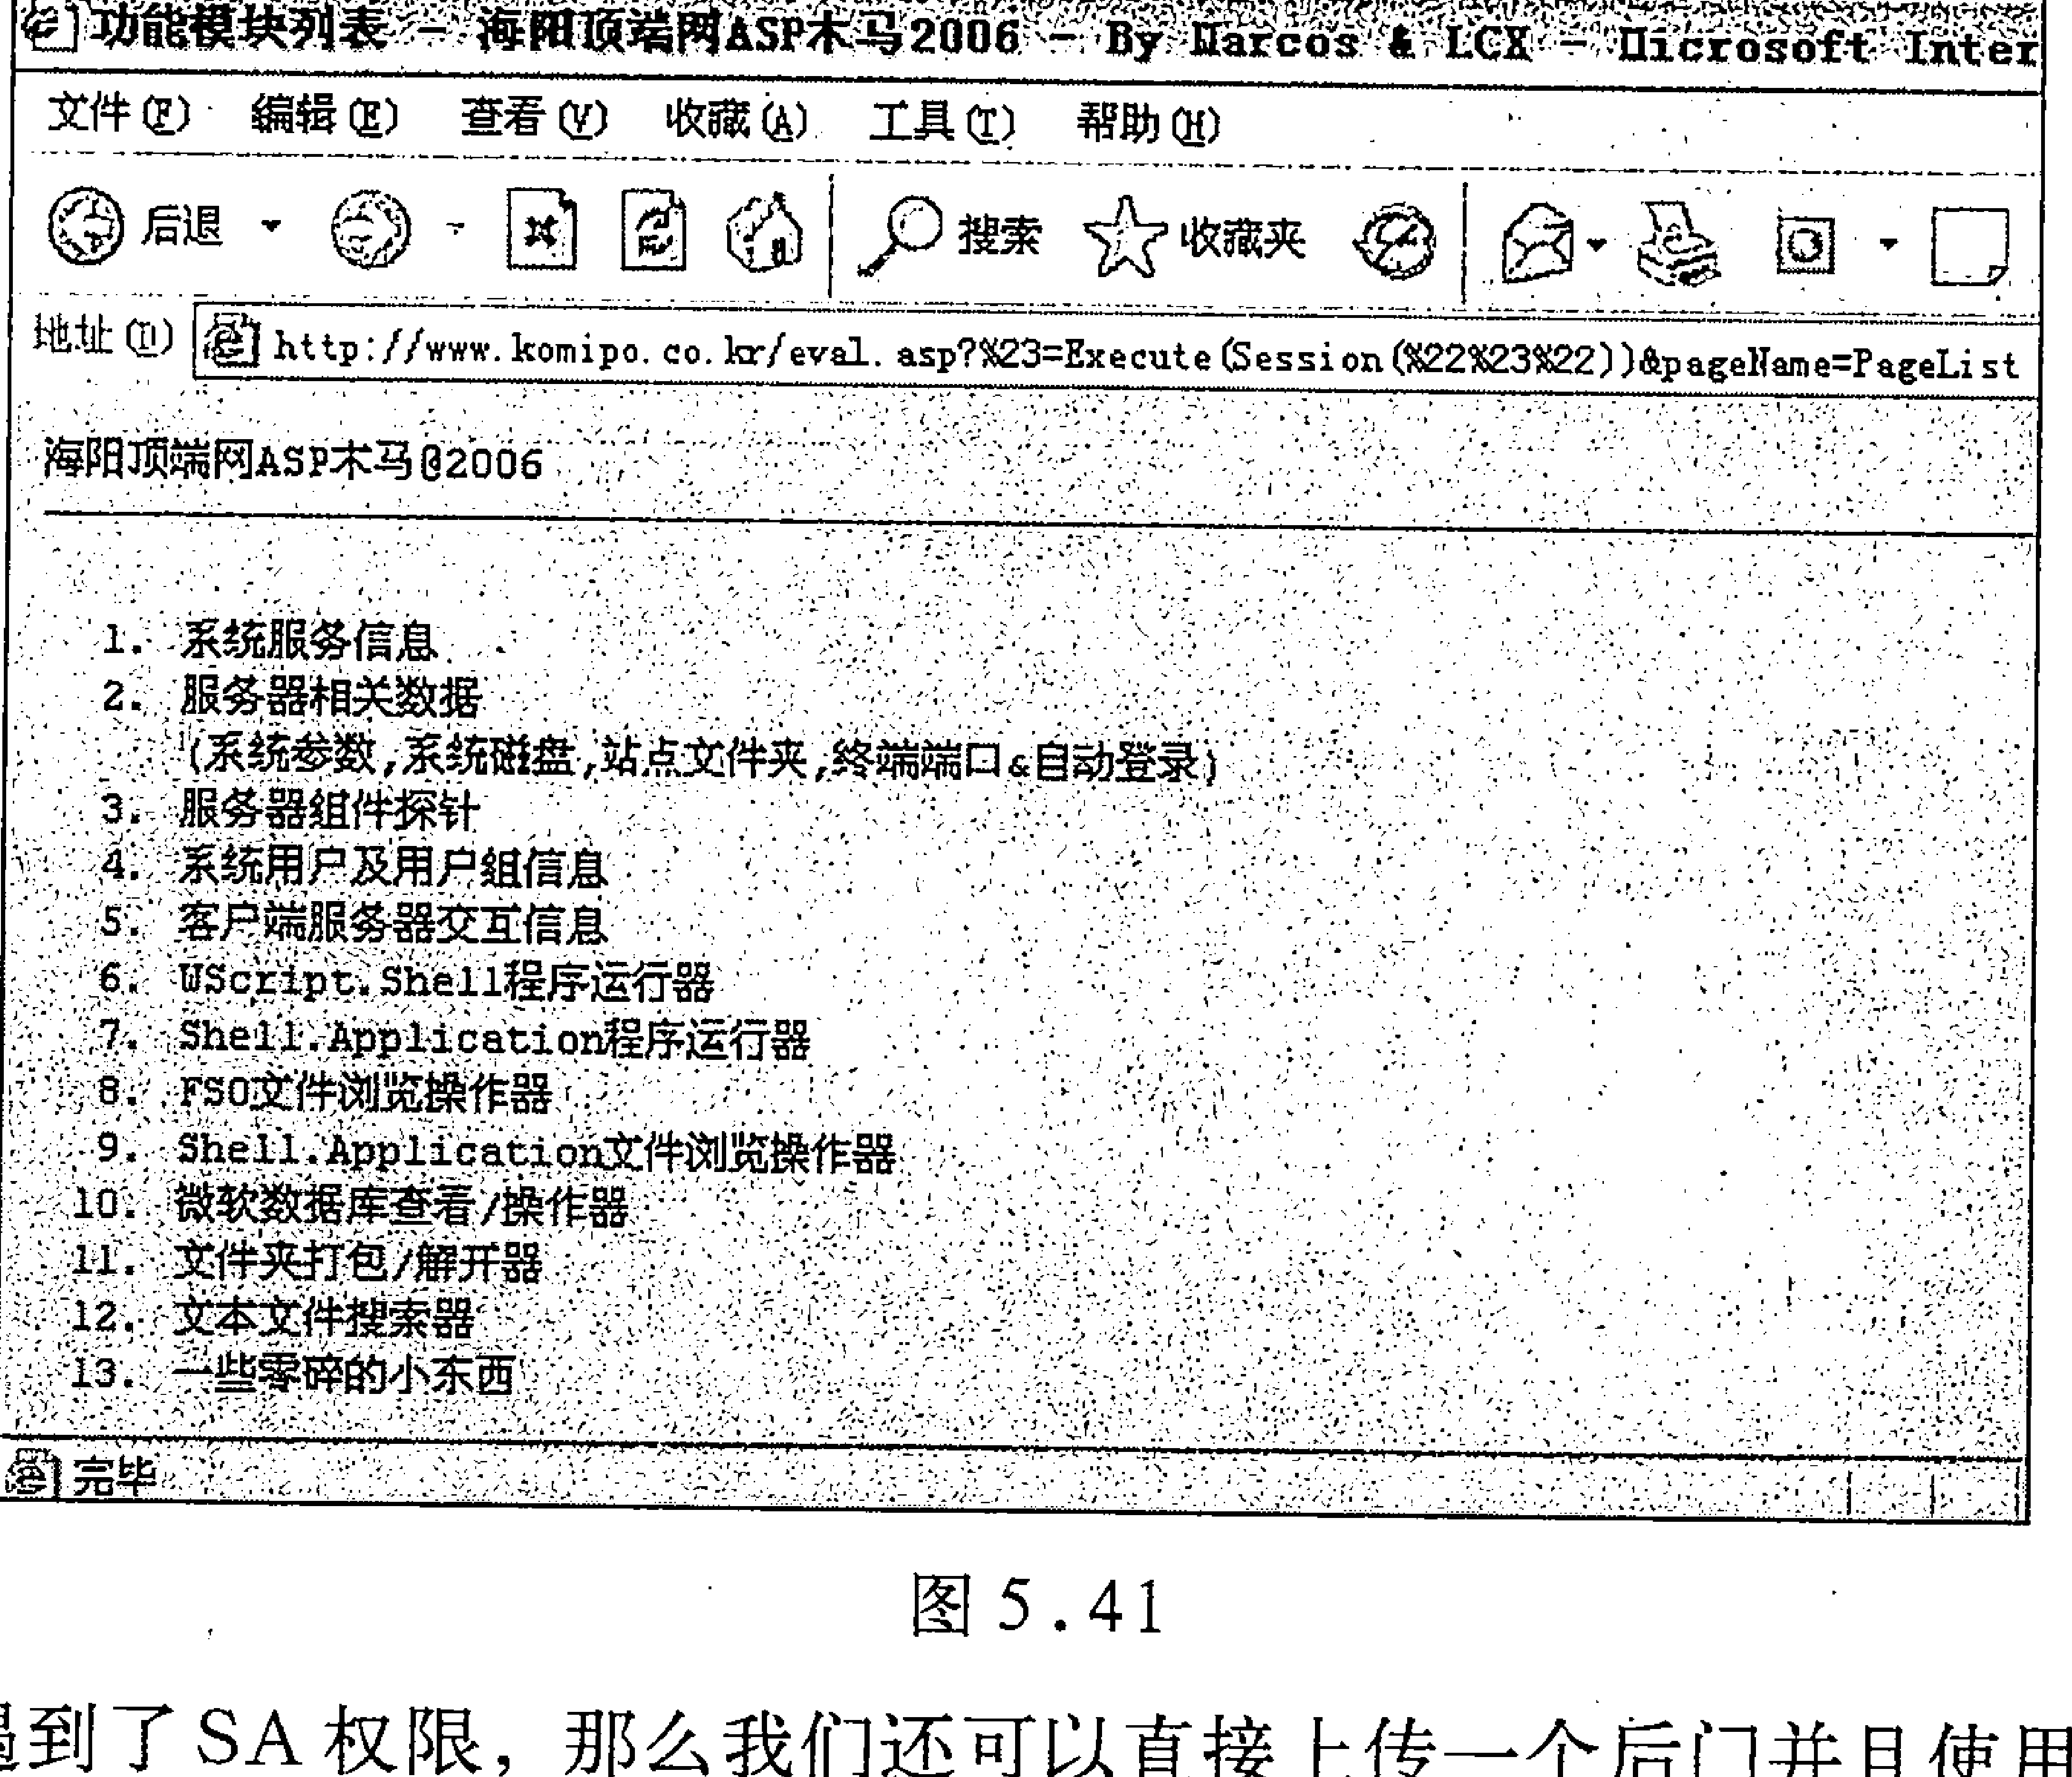 功能模块列表 - 海阳顶端网ASP木马2006 - By Marcos & LCX - Microsoft Inter
文件(F) 编辑(E) 查看(V) 收藏(A) 工具(T) 帮助(H)
后退 搜索 收藏夹
地址(D) http://www.komipo.co.kr/eval.asp?%23=Execute(Session(%22%23%22))&pageName=PageList
海阳顶端网ASP木马@2006
1. 系统服务信息
2. 服务器相关数据
(系统参数,系统磁盘,站点文件夹,终端端口&自动登录)
3. 服务器组件探针
4. 系统用户及用户组信息
5. 客户端服务器交互信息
6. WScript.Shell程序运行器
7. Shell.Application程序运行器
8. FSO文件浏览操作器
9. Shell.Application文件浏览操作器
10. 微软数据库查看/操作器
11. 文件夹打包/解开器
12. 文本文件搜索器
13. 一些零碎的小东西
完毕
图 5.41
遇到了 SA 权限，那么我们还可以直接上传一个后门并且使用